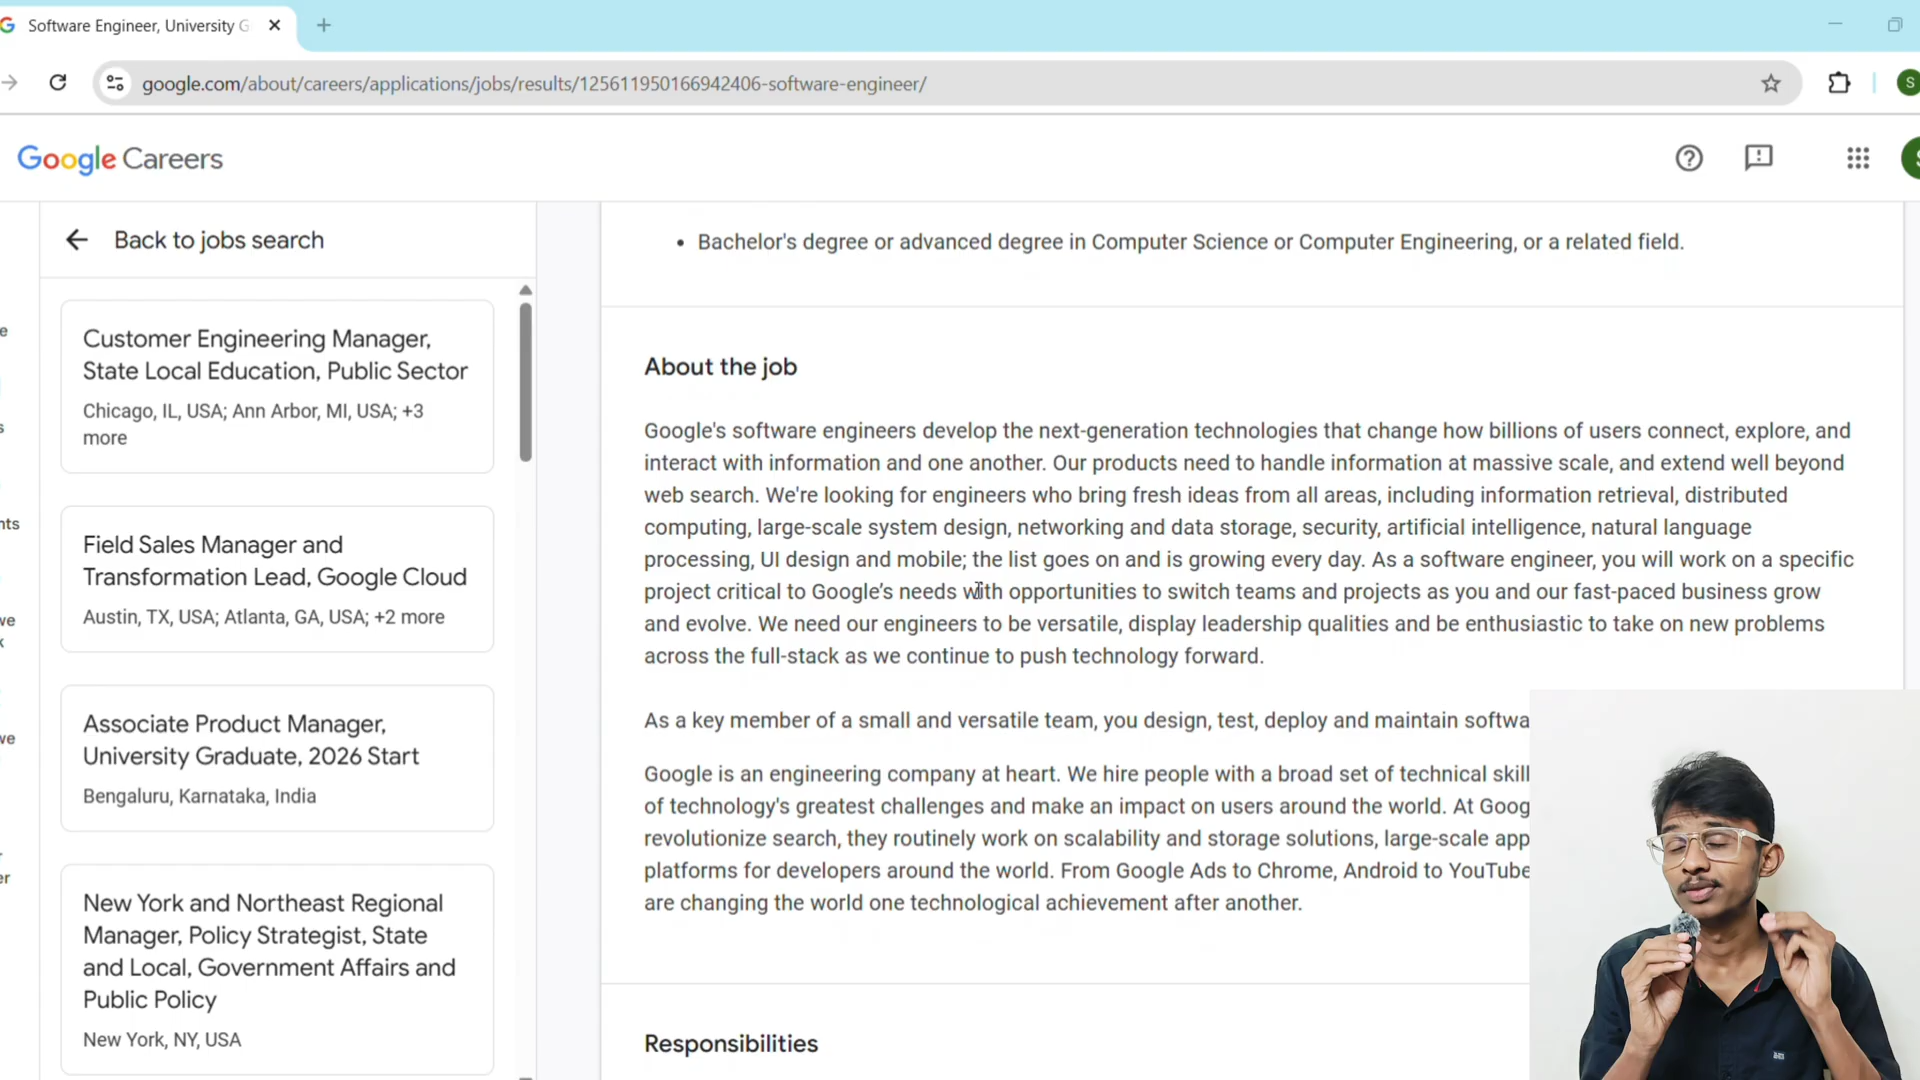 Software Engineer, University G
google.com/about/careers/applications/jobs/results/125611950166942406-software-engineer/
S
Google Careers
Back to jobs search
Customer Engineering Manager,
State Local Education, Public Sector
Chicago, IL, USA; Ann Arbor, MI, USA; +3
more
Field Sales Manager and
Transformation Lead, Google Cloud
Austin, TX, USA; Atlanta, GA, USA; +2 more
Associate Product Manager,
University Graduate, 2026 Start
Bengaluru, Karnataka, India
New York and Northeast Regional
Manager, Policy Strategist, State
and Local, Government Affairs and
Public Policy
New York, NY, USA
• Bachelor's degree or advanced degree in Computer Science or Computer Engineering, or a related field.
About the job
Google's software engineers develop the next-generation technologies that change how billions of users connect, explore, and
interact with information and one another. Our products need to handle information at massive scale, and extend well beyond
web search. We're looking for engineers who bring fresh ideas from all areas, including information retrieval, distributed
computing, large-scale system design, networking and data storage, security, artificial intelligence, natural language
processing, UI design and mobile; the list goes on and is growing every day. As a software engineer, you will work on a specific
project critical to Google’s needs with opportunities to switch teams and projects as you and our fast-paced business grow
and evolve. We need our engineers to be versatile, display leadership qualities and be enthusiastic to take on new problems
across the full-stack as we continue to push technology forward.
As a key member of a small and versatile team, you design, test, deploy and maintain softwa
Google is an engineering company at heart. We hire people with a broad set of technical skill
of technology's greatest challenges and make an impact on users around the world. At Goog
revolutionize search, they routinely work on scalability and storage solutions, large-scale app
platforms for developers around the world. From Google Ads to Chrome, Android to YouTube
are changing the world one technological achievement after another.
Responsibilities